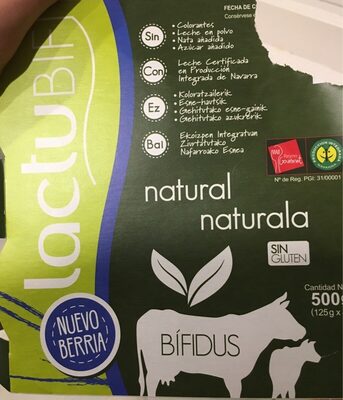 lactuBIF
FECHA DE C
Consérvese
Sin
• Colorantes
• Leche en polvo
• Nata añadida
• Azúcar añadido
Con
Leche Certificada
en Producción
Integrada de Navarra
Ez
• Koloratzailerik
• Esne-hautsik
• Gehitutako esne-gainik
• Gehitutako azukrerik
Bai
Ekoizpen Integratuan
Ziurtatutako
Nafarroako Esnea
Nº de Reg. PGI: 31/00001
natural
naturala
SIN
GLUTEN
Cantidad N
500g
(125g x
NUEVO
BERRIA
BÍFIDUS